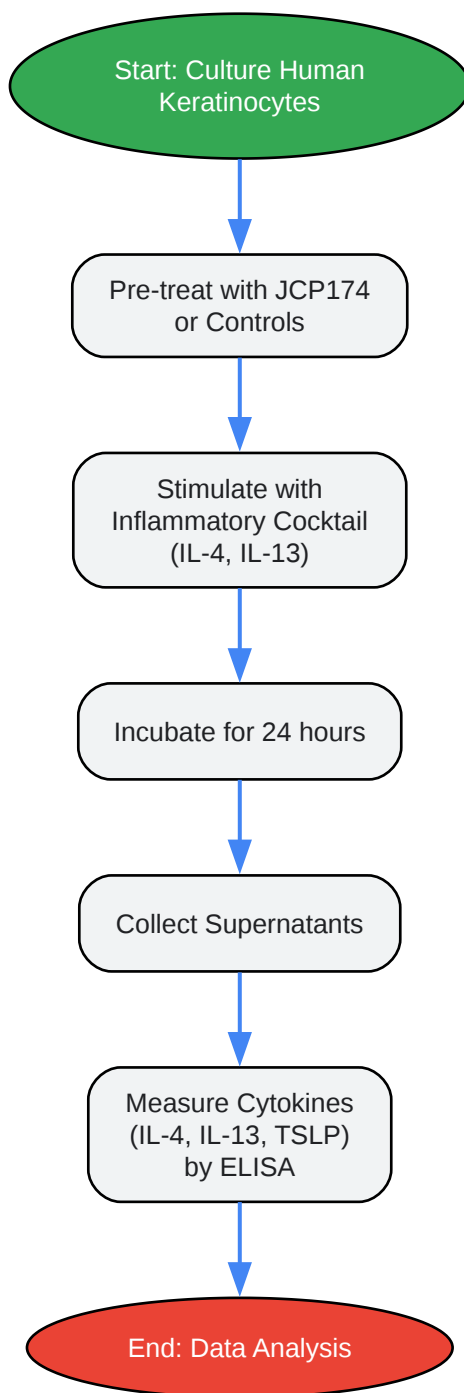 Start: Culture Human
Keratinocytes
Pre-treat with JCP174
or Controls
Stimulate with
Inflammatory Cocktail
(IL-4, IL-13)
Incubate for 24 hours
Collect Supernatants
Measure Cytokines
(IL-4, IL-13, TSLP)
by ELISA
End: Data Analysis